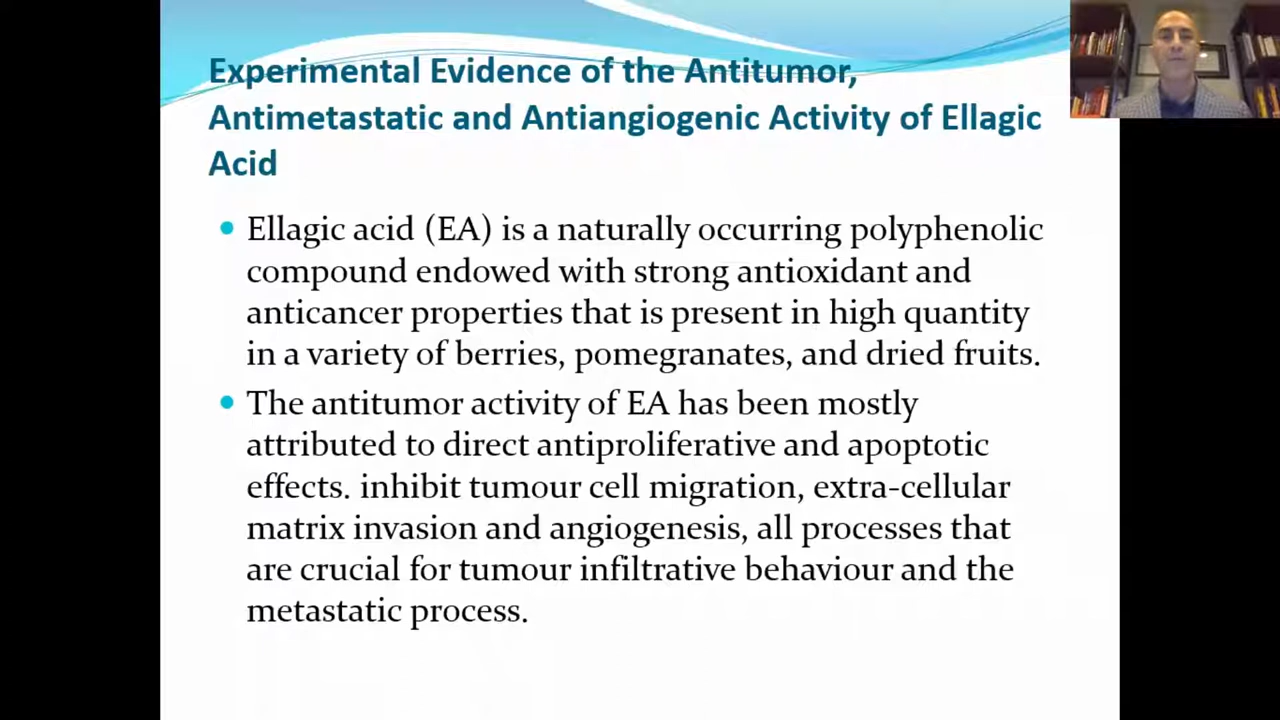 Experimental Evidence of the Antitumor,
Antimetastatic and Antiangiogenic Activity of Ellagic
Acid
• Ellagic acid (EA) is a naturally occurring polyphenolic
compound endowed with strong antioxidant and
anticancer properties that is present in high quantity
in a variety of berries, pomegranates, and dried fruits.
• The antitumor activity of EA has been mostly
attributed to direct antiproliferative and apoptotic
effects. inhibit tumour cell migration, extra-cellular
matrix invasion and angiogenesis, all processes that
are crucial for tumour infiltrative behaviour and the
metastatic process.